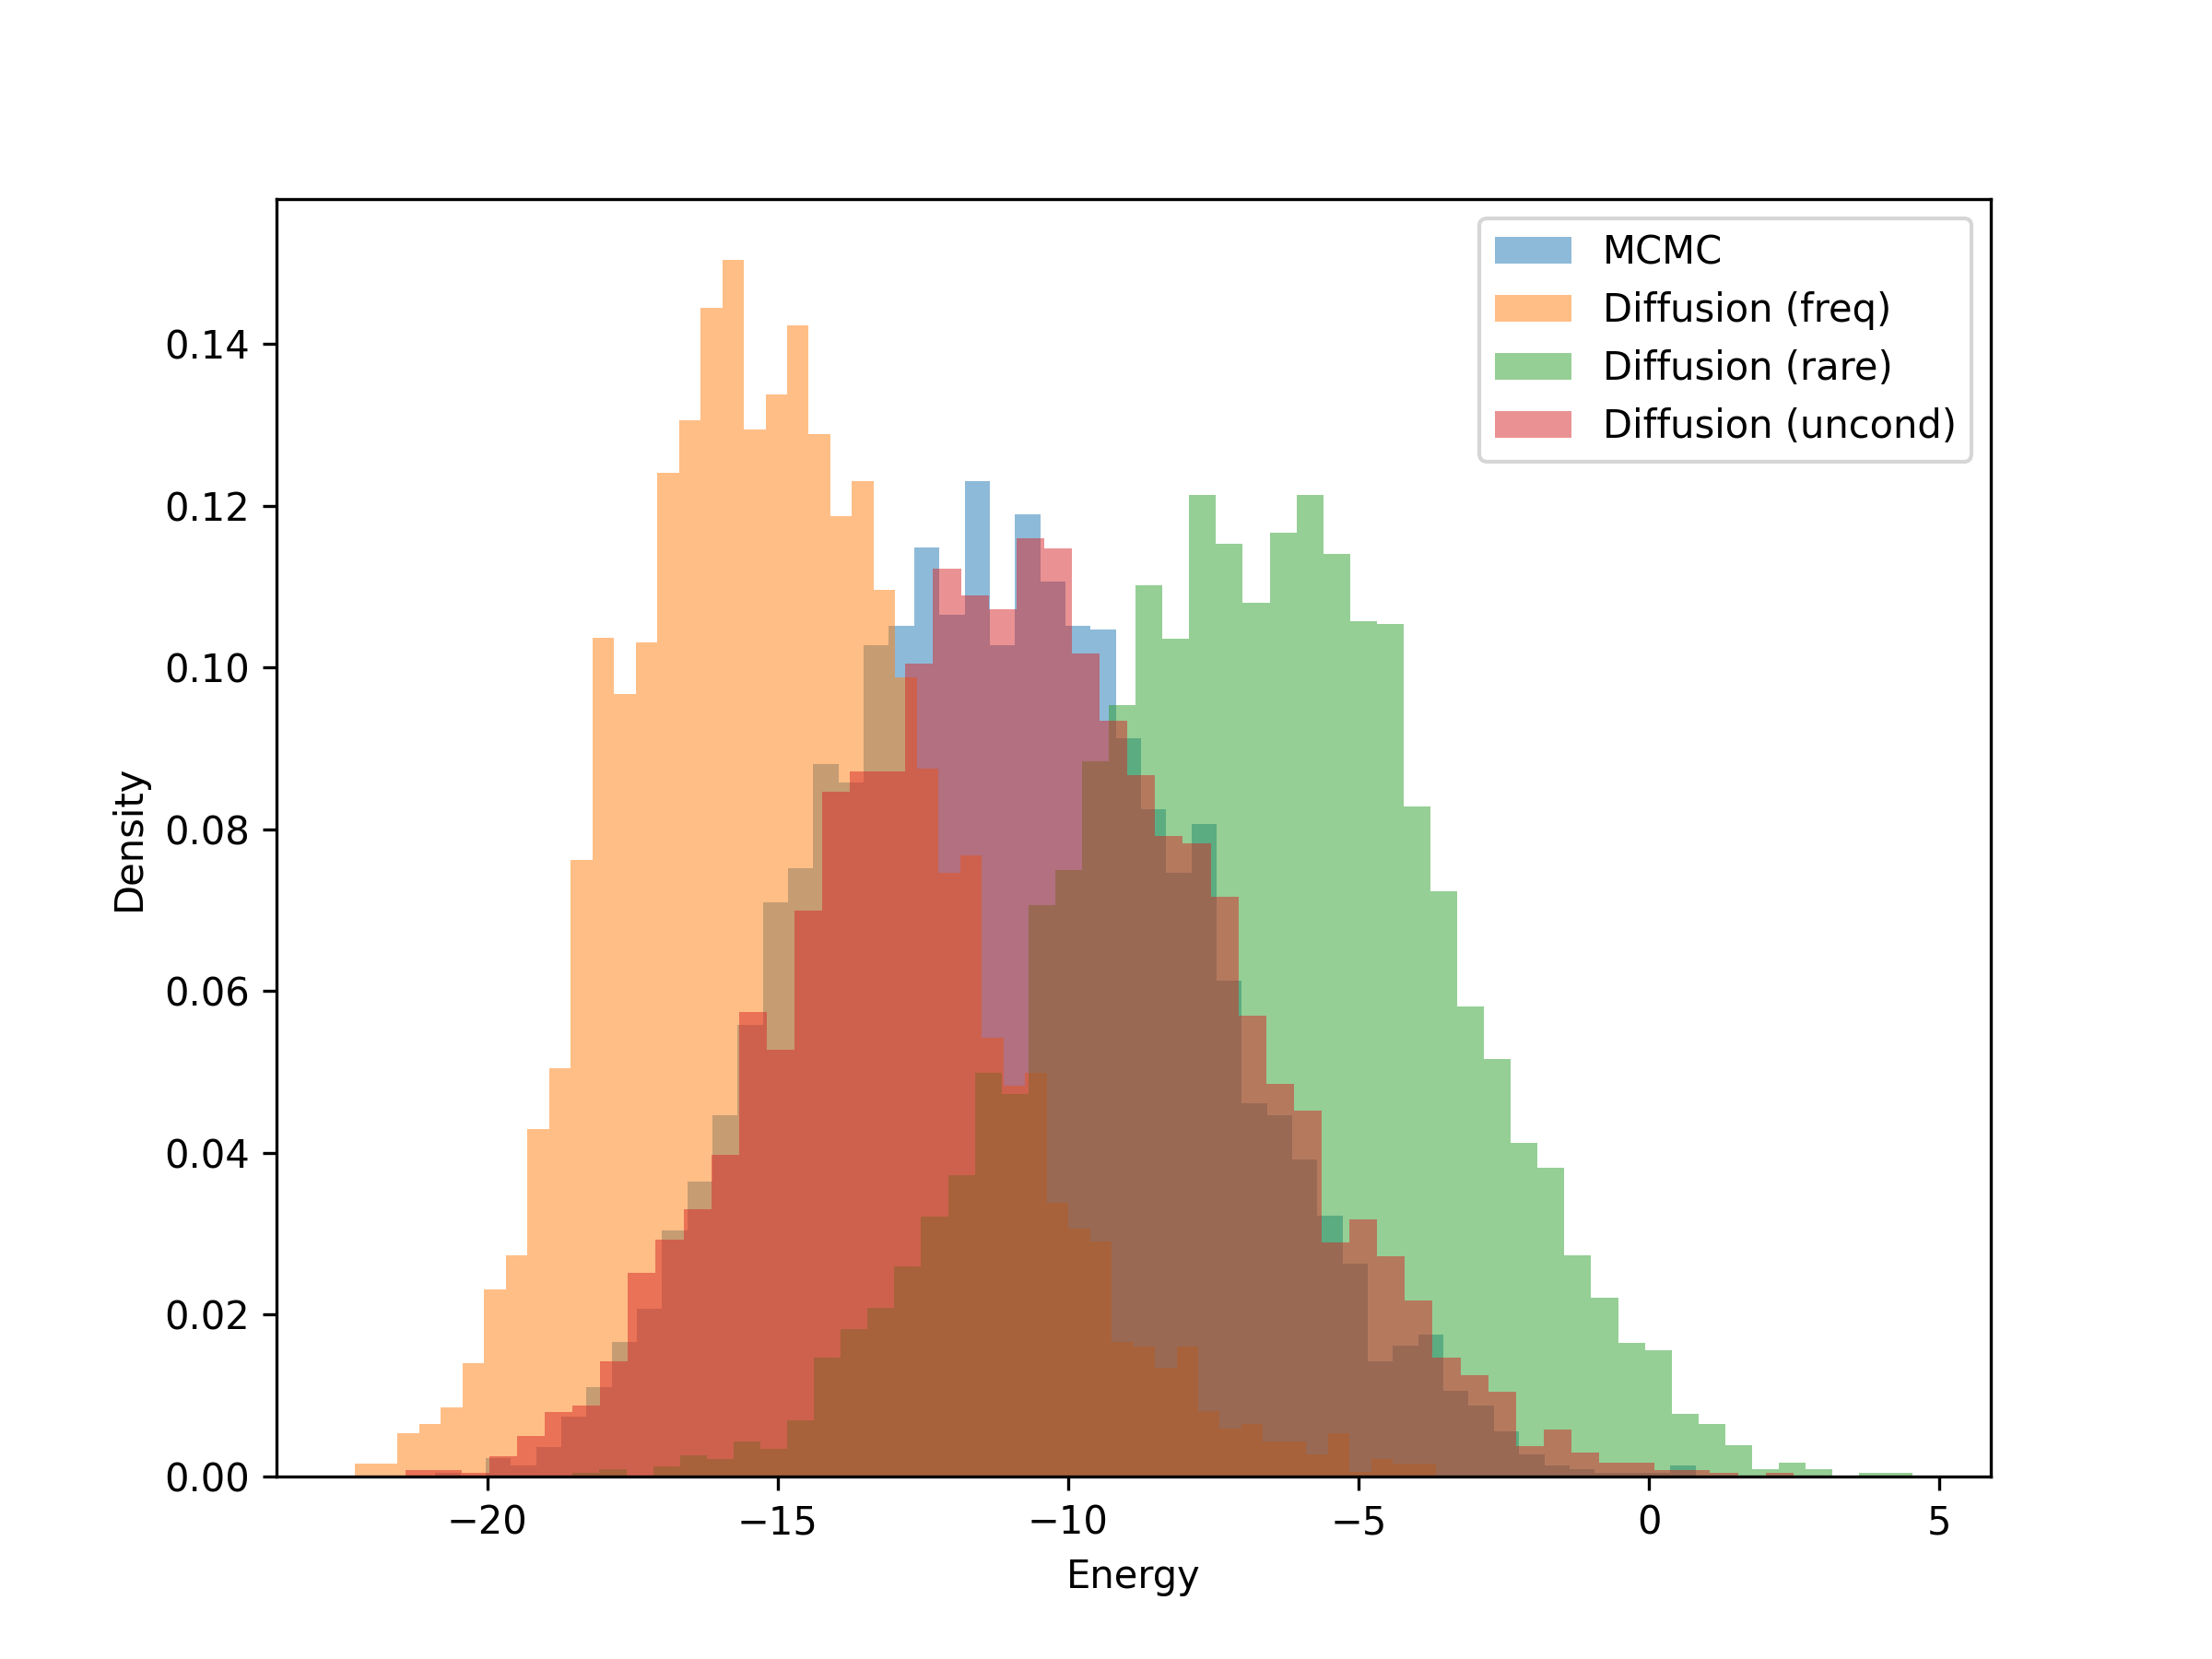 MCMC
Diffusion (freq)
Diffusion (rare)
Diffusion (uncond)
0.14
0.12
0.10
0.08
0.06
0.04
0.02
0.00
Density
−20 −15 −10 −5 0 5
Energy